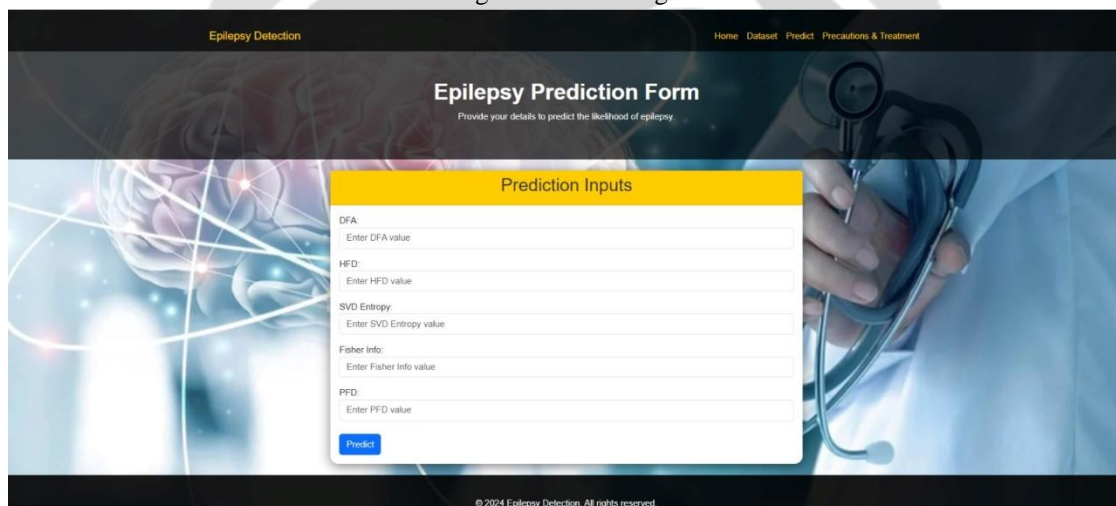 Epilepsy Detection
Home Dataset Predict Precautions & Treatment
Epilepsy Prediction Form
Provide your details to predict the likelihood of epilepsy.
Prediction Inputs
DFA:
Enter DFA value
HFD:
Enter HFD value
SVD Entropy:
Enter SVD Entropy value
Fisher Info:
Enter Fisher Info value
PFD:
Enter PFD value
Predict
© 2024 Epilepsy Detection. All rights reserved.